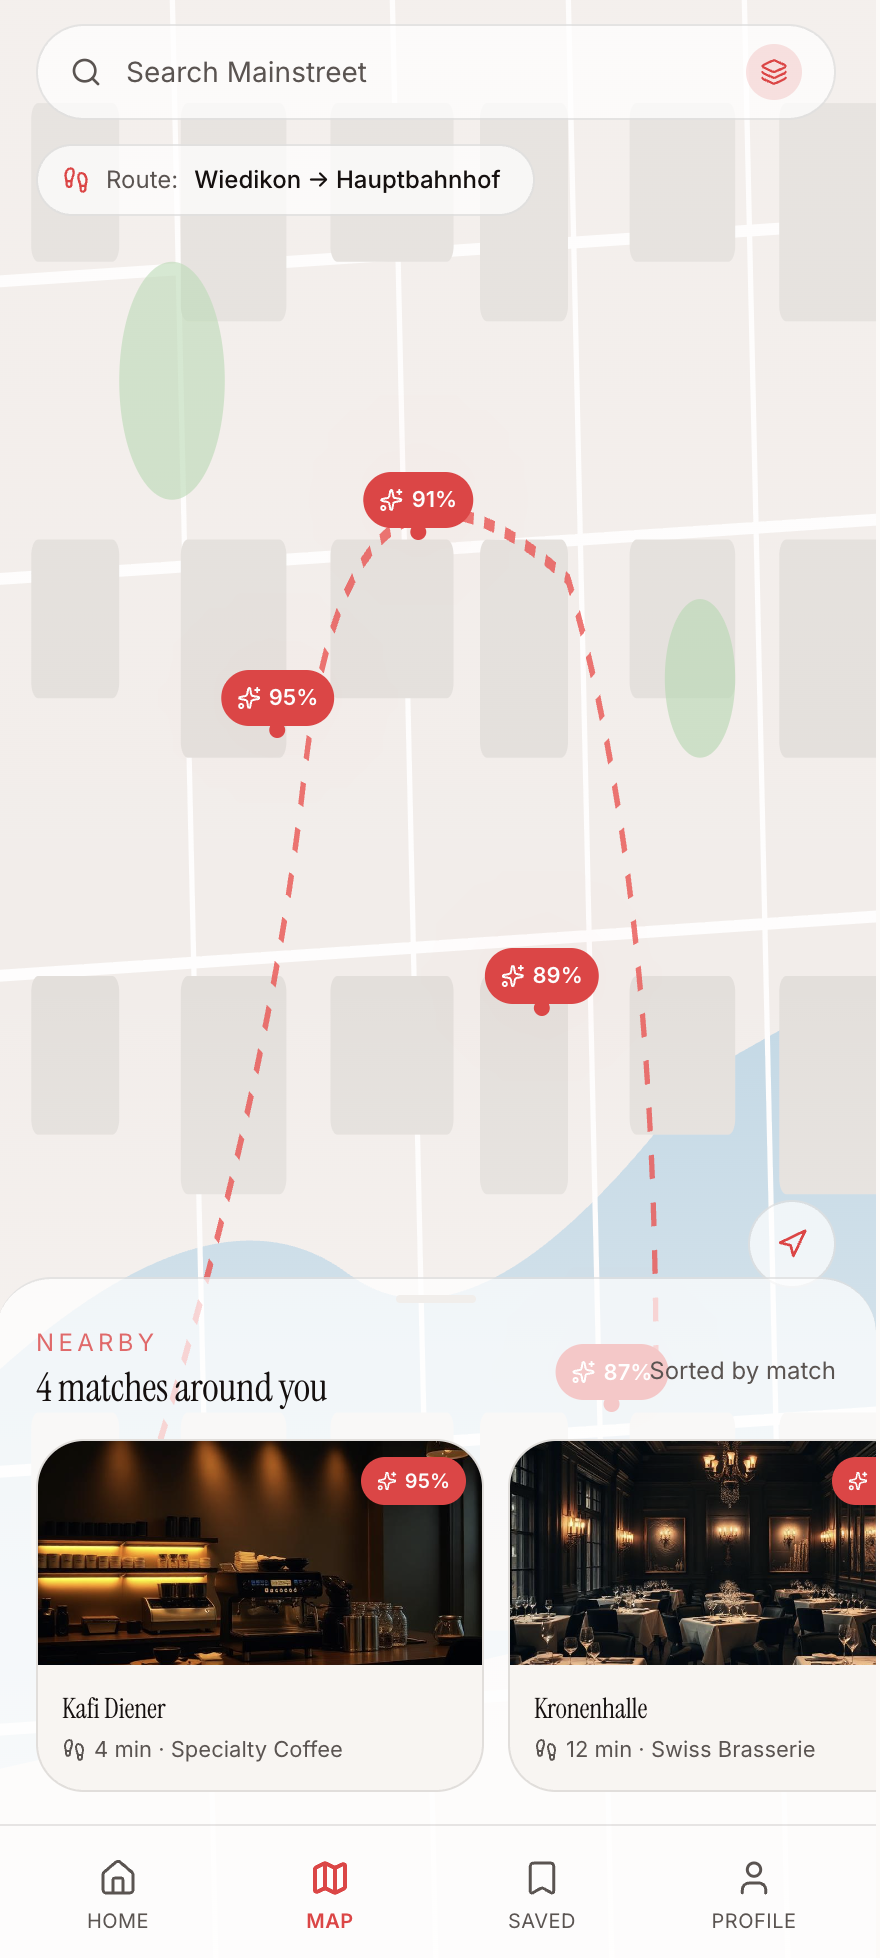 Search Mainstreet
Route: Wiedikon → Hauptbahnhof
91%
95%
89%
NEARBY
4 matches around you
87%
Sorted by match
95%
Kafi Diener
4 min · Specialty Coffee
Kronenhalle
12 min · Swiss Brasserie
HOME
MAP
SAVED
PROFILE